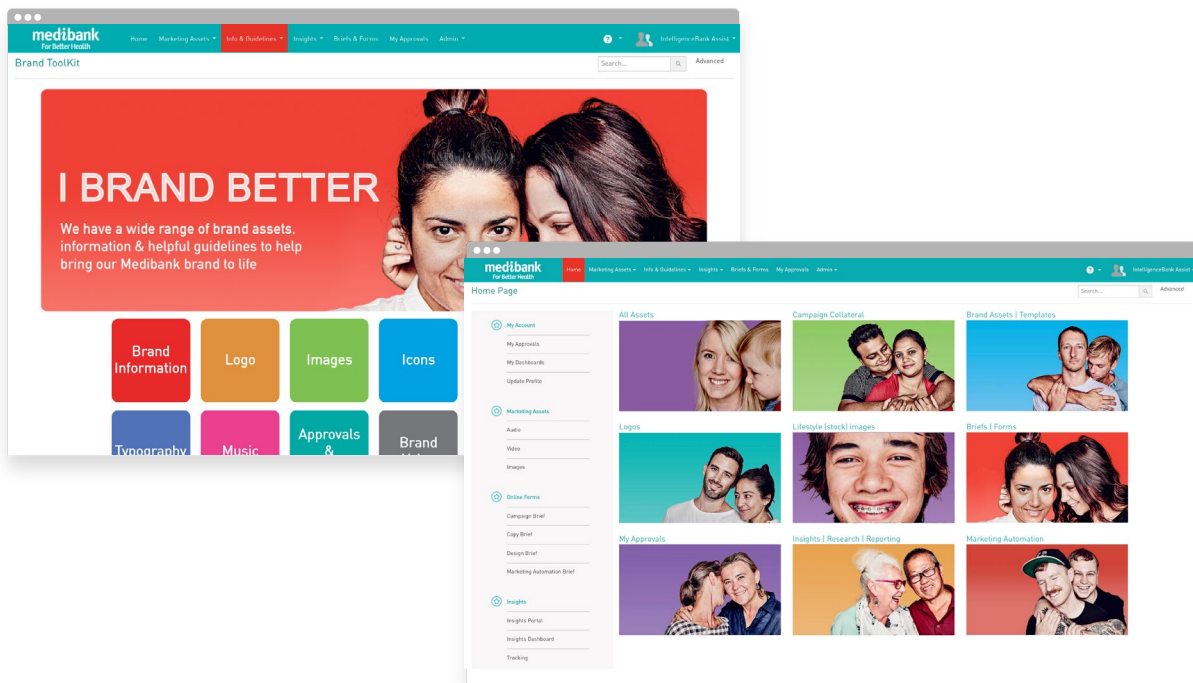 medibank
For Better Health
Home Marketing Assets Info & Guidelines Insights Briefs & Forms My Approvals Admin ? IntelligenceBank Assist
Brand ToolKit
Search... Advanced
I BRAND BETTER
We have a wide range of brand assets,
information & helpful guidelines to help
bring our Medibank brand to life
Brand
Information
Logo
Images
Icons
Typography
Music
Approvals
&
Brand
medibank
For Better Health
Home Marketing Assets Info & Guidelines Insights Briefs & Forms My Approvals Admin ? IntelligenceBank Assist
Home Page
Search... Advanced
My Account
My Approvals
My Dashboards
Update Profile
Marketing Assets
Audio
Video
Images
Online Forms
Campaign Brief
Copy Brief
Design Brief
Marketing Automation Brief
Insights
Insights Portal
Insights Dashboard
Tracking
All Assets
Campaign Collateral
Brand Assets | Templates
Logos
Lifestyle [stock] images
Briefs | Forms
My Approvals
Insights | Research | Reporting
Marketing Automation